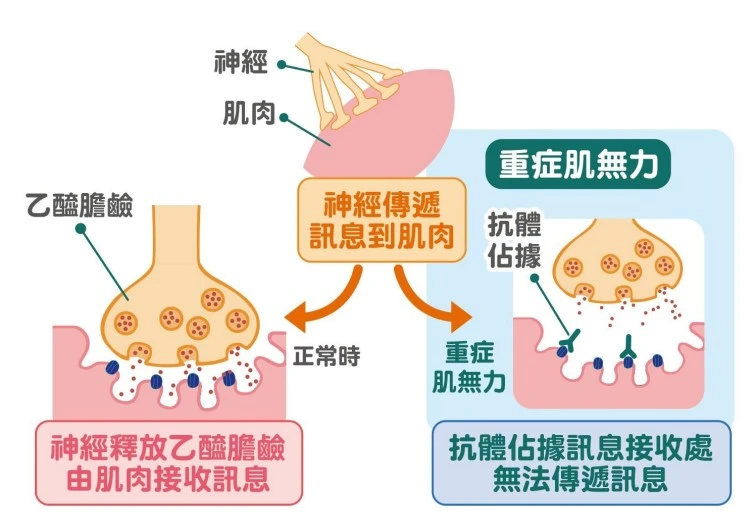 神經
肌肉
重症肌無力
乙醯膽鹼
神經傳遞
訊息到肌肉
抗體
佔據
正常時
重症
肌無力
神經釋放乙醯膽鹼
由肌肉接收訊息
抗體佔據訊息接收處
無法傳遞訊息